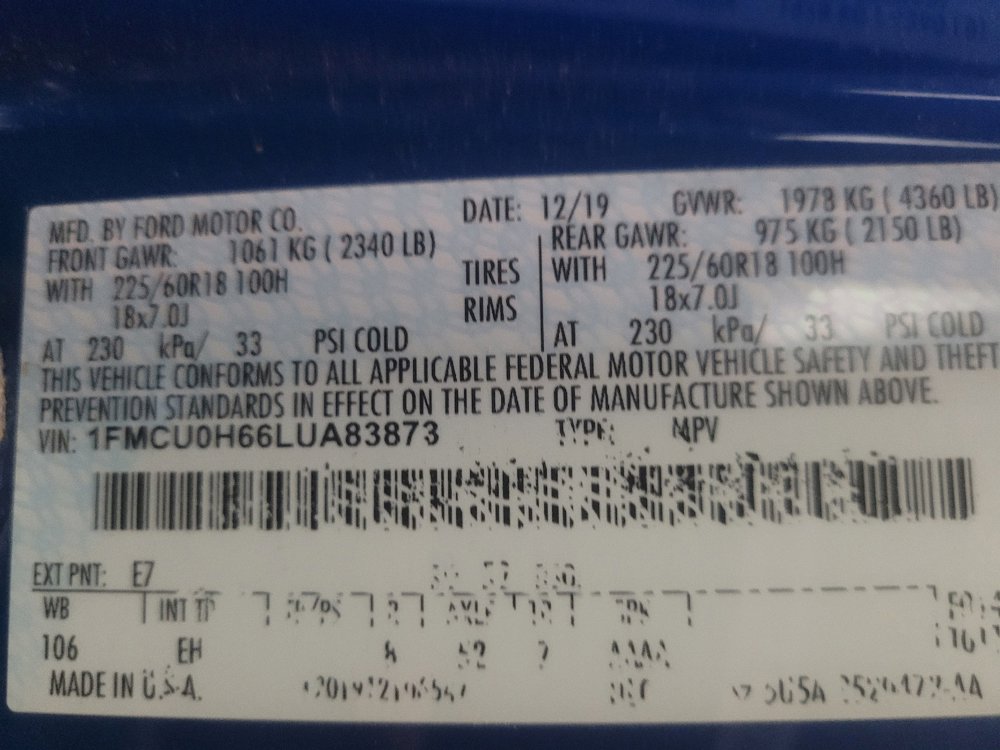 MFD. BY FORD MOTOR CO. DATE: 12/19 GVWR: 1978 KG ( 4360 LB)
FRONT GAWR: 1061 KG ( 2340 LB) REAR GAWR: 975 KG ( 2150 LB)
WITH 225/60R18 100H TIRES WITH 225/60R18 100H
18x7.0J RIMS 18x7.0J
AT 230 kPa/ 33 PSI COLD AT 230 kPa/ 33 PSI COLD
THIS VEHICLE CONFORMS TO ALL APPLICABLE FEDERAL MOTOR VEHICLE SAFETY AND THEFT
PREVENTION STANDARDS IN EFFECT ON THE DATE OF MANUFACTURE SHOWN ABOVE.
VIN: 1FMCU0H66LUA83873 TYPE: MPV
EXT PNT: E7
WB INT TP
106 EH
MADE IN U.S.A.